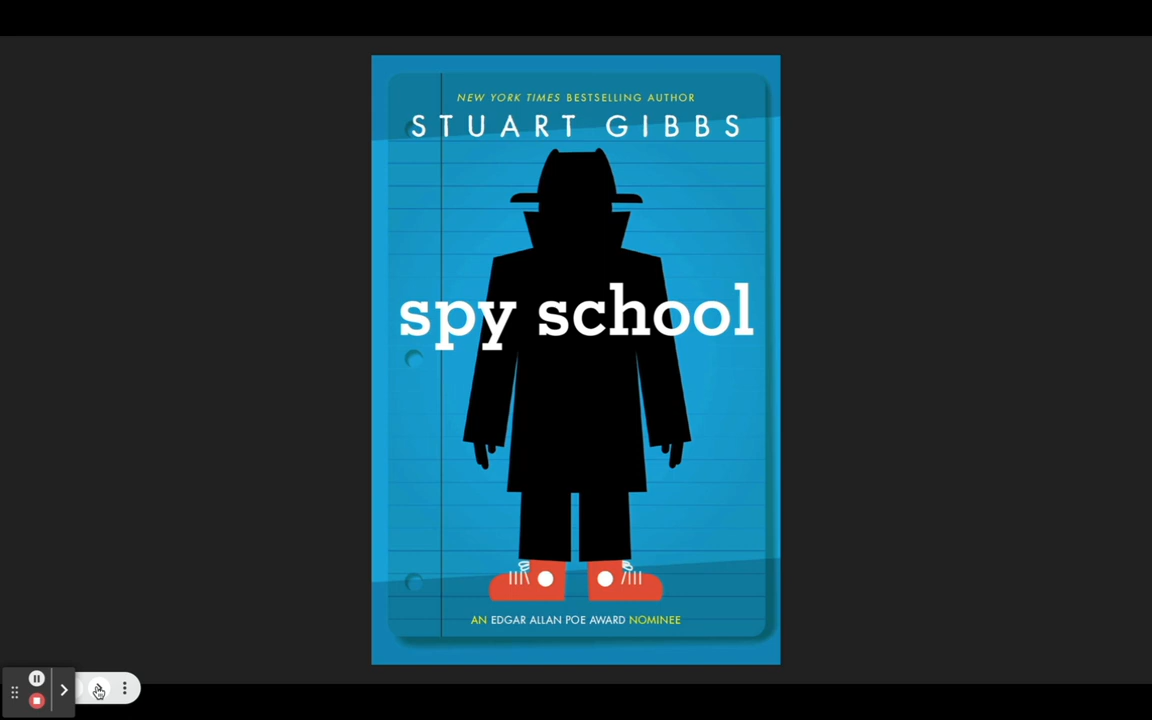 NEW YORK TIMES BESTSELLING AUTHOR
STUART GIBBS
spy school
AN EDGAR ALLAN POE AWARD NOMINEE